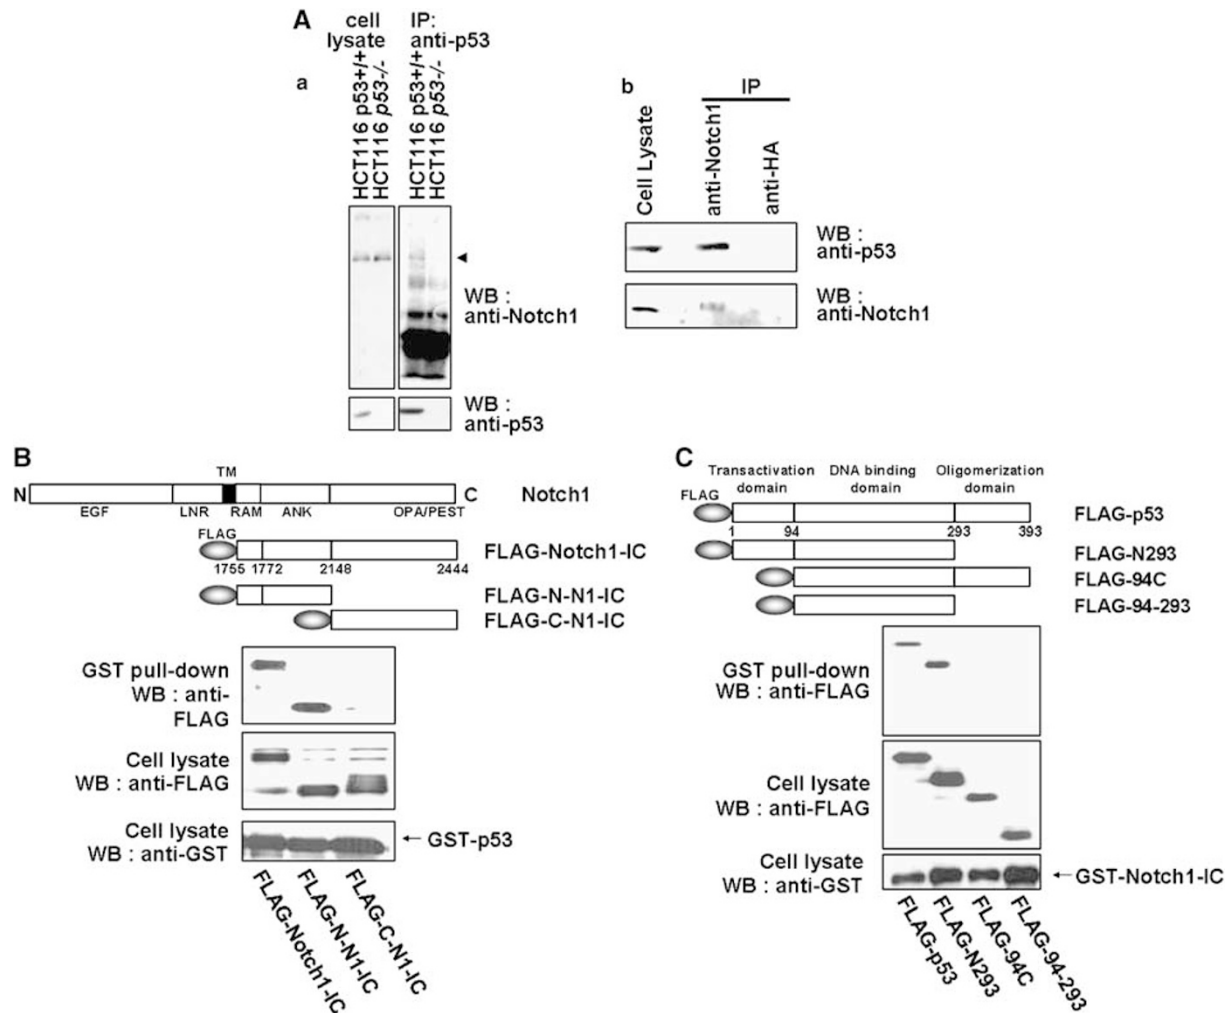 A
cell lysate
IP: anti-p53
a
HCT116 p53+/+
HCT116 p53-/-
HCT116 p53+/+
HCT116 p53-/-
WB : anti-Notch1
WB : anti-p53
b
IP
Cell Lysate
anti-Notch1
anti-HA
WB : anti-p53
WB : anti-Notch1
B
TM
N
C
Notch1
EGF
LNR
RAM
ANK
OPA/PEST
FLAG
FLAG-Notch1-IC
1755
1772
2148
2444
FLAG-N-N1-IC
FLAG-C-N1-IC
GST pull-down
WB : anti-
FLAG
Cell lysate
WB : anti-FLAG
Cell lysate
WB : anti-GST
GST-p53
FLAG-Notch1-IC
FLAG-N-N1-IC
FLAG-C-N1-IC
C
Transactivation domain
DNA binding domain
Oligomerization domain
FLAG
FLAG-p53
1
94
293
393
FLAG-N293
FLAG-94C
FLAG-94-293
GST pull-down
WB : anti-FLAG
Cell lysate
WB : anti-FLAG
Cell lysate
WB : anti-GST
GST-Notch1-IC
FLAG-p53
FLAG-N293
FLAG-94C
FLAG-94-293